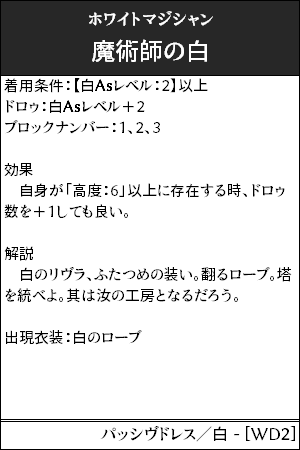 ホワイトマジシャン
魔術師の白
着用条件：【白Asレベル：2】以上
ドロゥ：白Asレベル＋2
ブロックナンバー：1、2、3
効果
　自身が「高度：6」以上に存在する時、ドロゥ
数を＋1しても良い。
解説
　白のリヴラ、ふたつめの装い。翻るローブ。塔
を統べよ。其は汝の工房となるだろう。
出現衣装：白のローブ
パッシヴドレス／白 - [WD2]